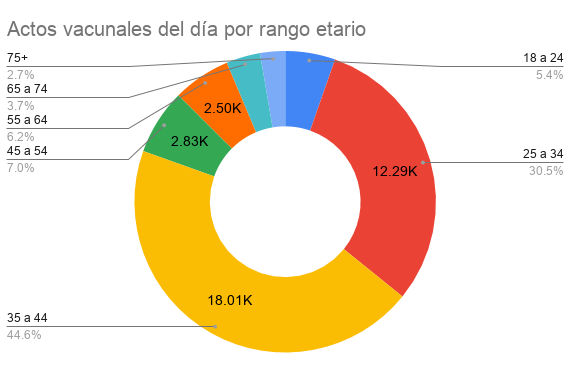 Actos vacunales del día por rango etario
75+
2.7%
65 a 74
3.7%
55 a 64
6.2%
45 a 54
7.0%
35 a 44
44.6%
18 a 24
5.4%
25 a 34
30.5%
2.50K
2.83K
12.29K
18.01K